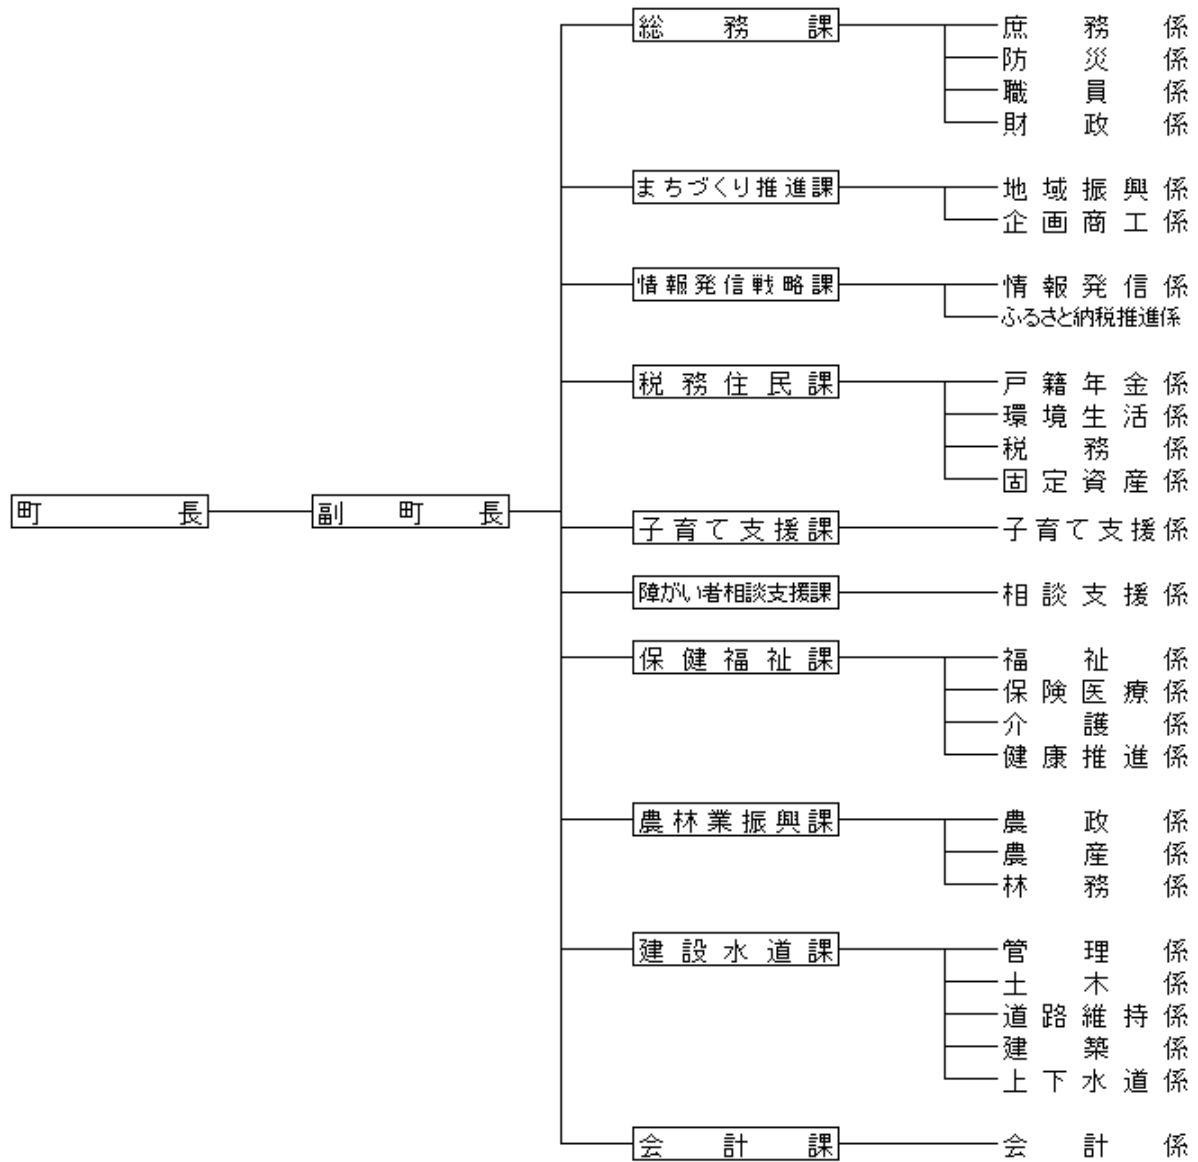 総務課
庶務係
防災係
職員係
財政係
まちづくり推進課
地域振興係
企画商工係
情報発信戦略課
情報発信係
ふるさと納税推進係
税務住民課
戸籍年金係
環境生活係
税務係
固定資産係
町長
副町長
子育て支援課
子育て支援係
障がい者相談支援課
相談支援係
保健福祉課
福祉係
保険医療係
介護係
健康推進係
農林業振興課
農政係
農産係
林務係
建設水道課
管理係
土木係
道路維持係
建築係
上下水道係
会計課
会計係